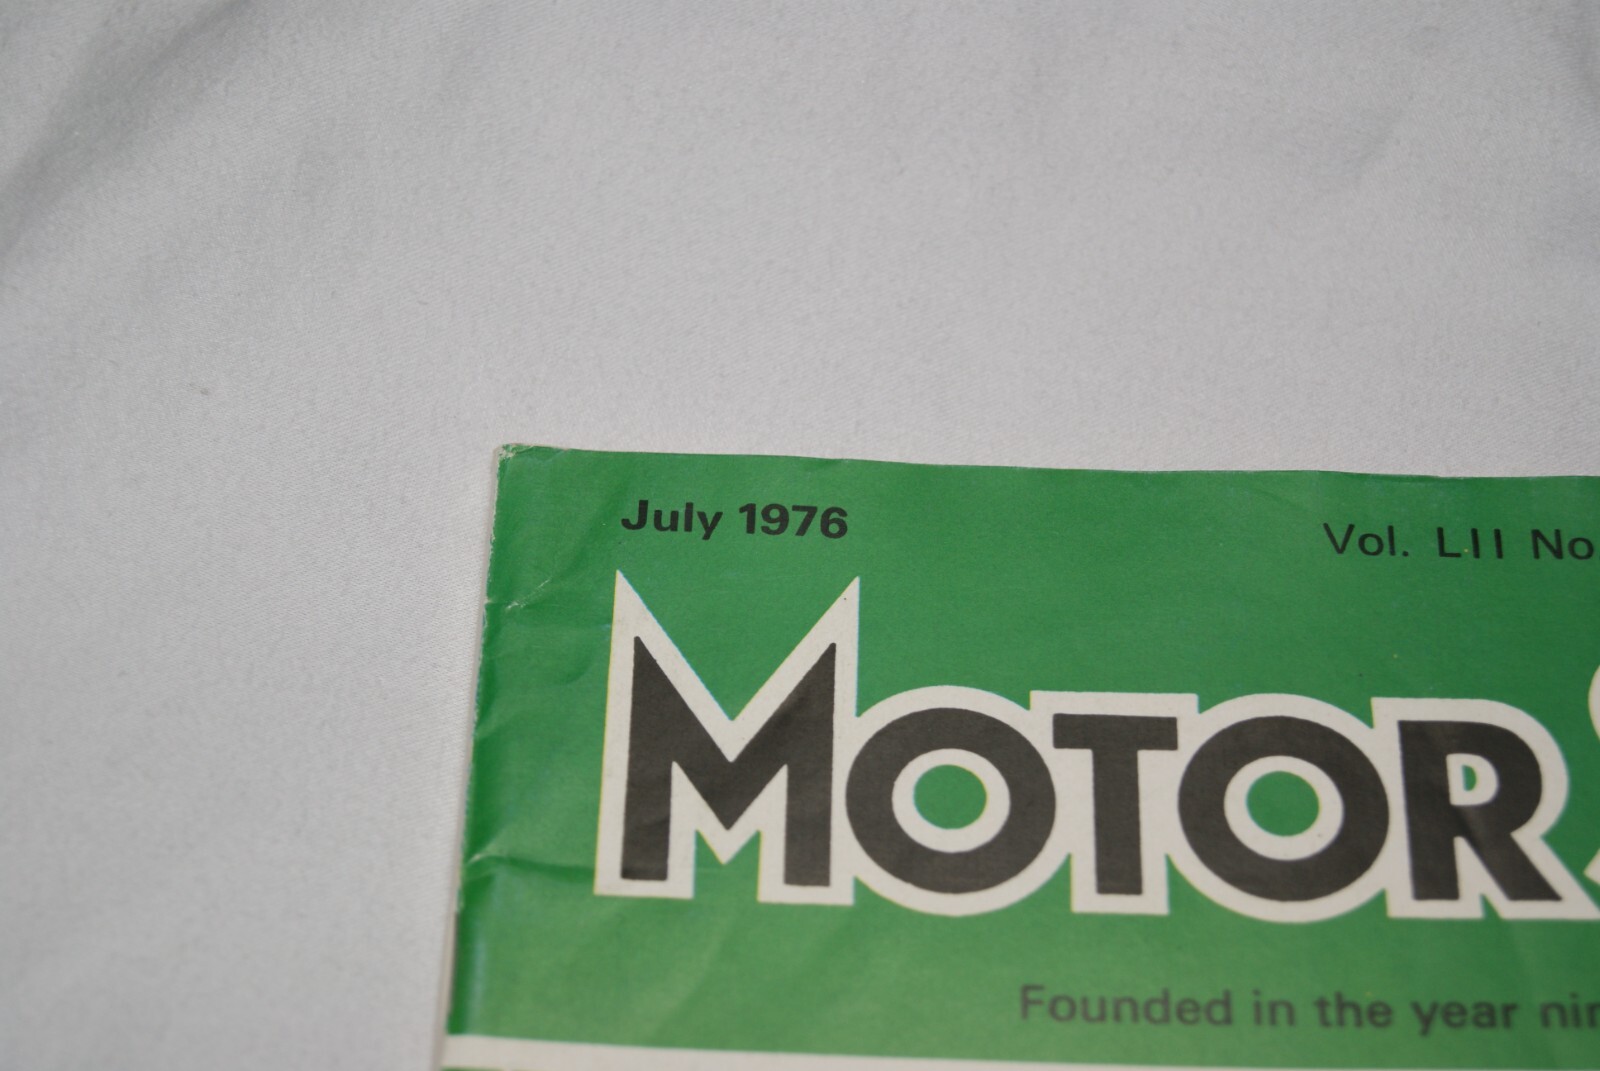 July 1976
Vol. LII No
MOTOR
Founded in the year